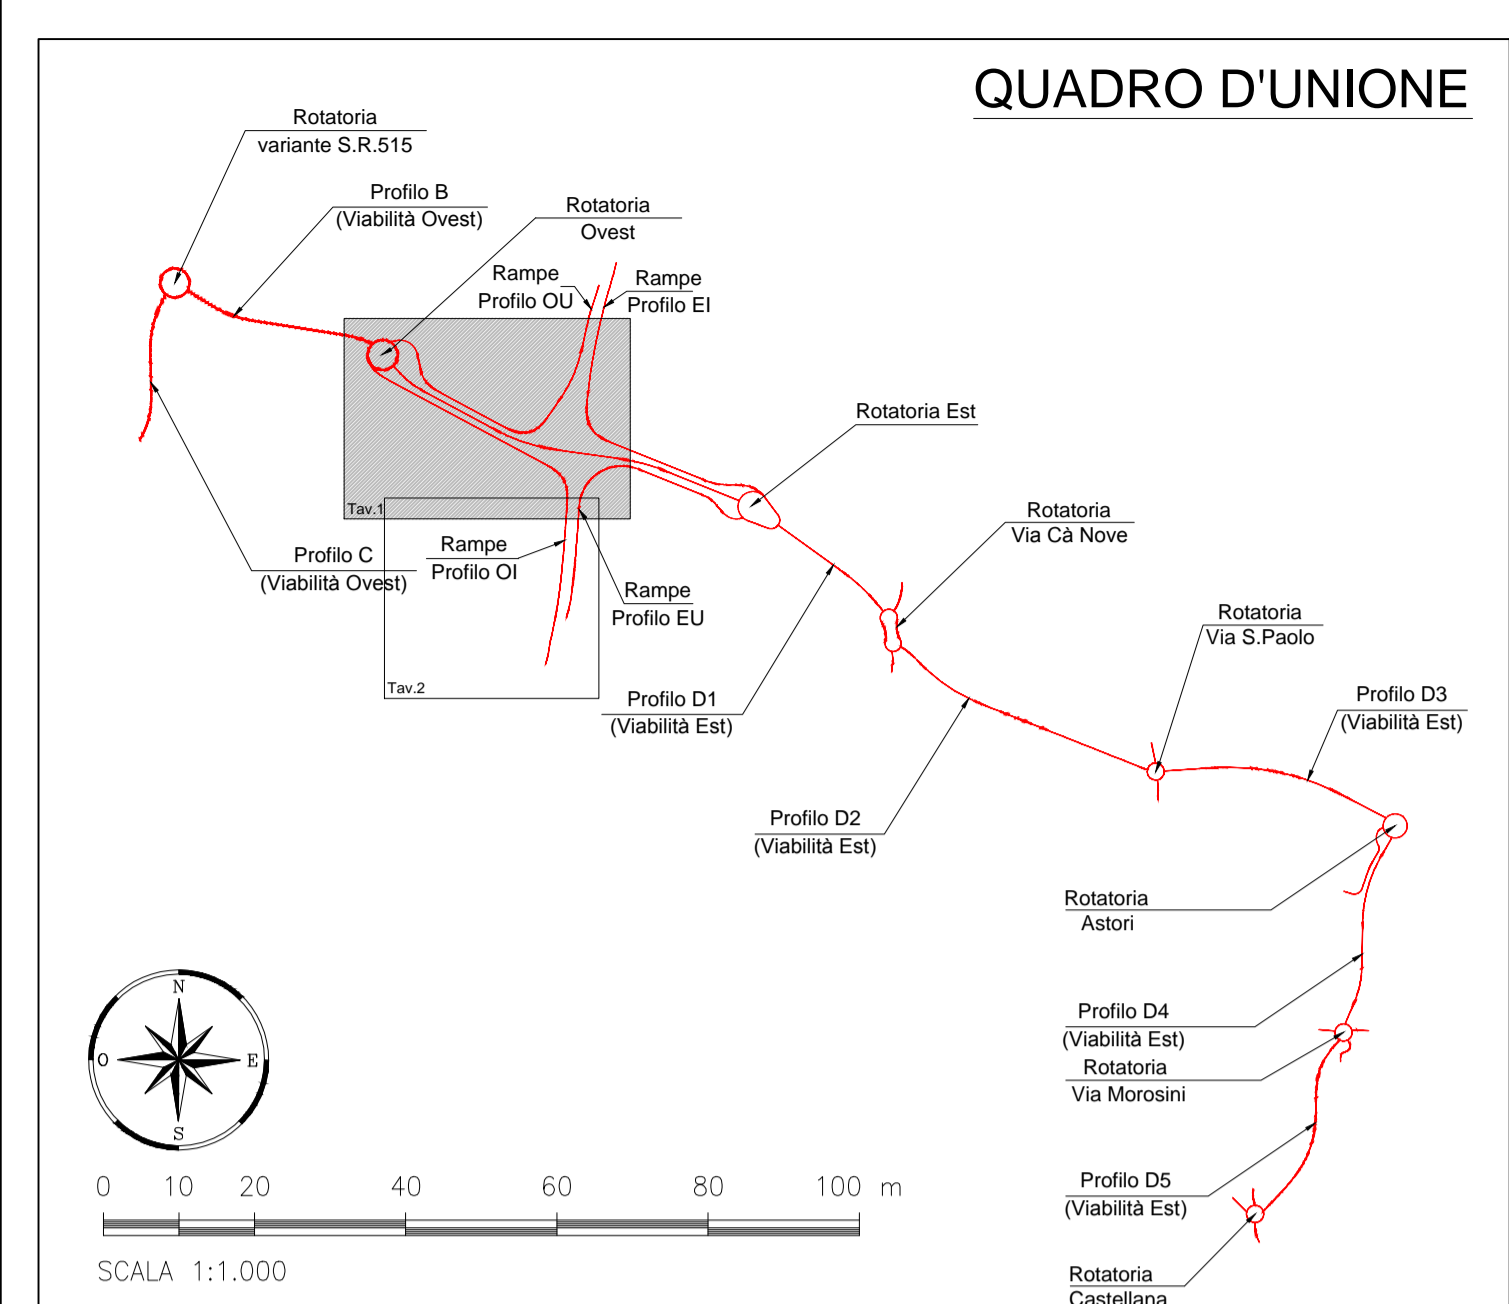 QUADRO D'UNIONE
Rotatoria
variante S.R.515
Profilo B
(Viabilità Ovest)
Rotatoria
Ovest
Rampe
Profilo OU
Rampe
Profilo EI
Rotatoria Est
Rotatoria
Via Cà Nove
Tav.1
Profilo C
(Viabilità Ovest)
Rampe
Profilo OI
Rampe
Profilo EU
Rotatoria
Via S.Paolo
Tav.2
Profilo D1
(Viabilità Est)
Profilo D3
(Viabilità Est)
Profilo D2
(Viabilità Est)
Rotatoria
Astori
N
O
E
S
Profilo D4
(Viabilità Est)
Rotatoria
Via Morosini
Profilo D5
(Viabilità Est)
0 10 20 40 60 80 100 m
SCALA 1:1.000
Rotatoria
Castellana